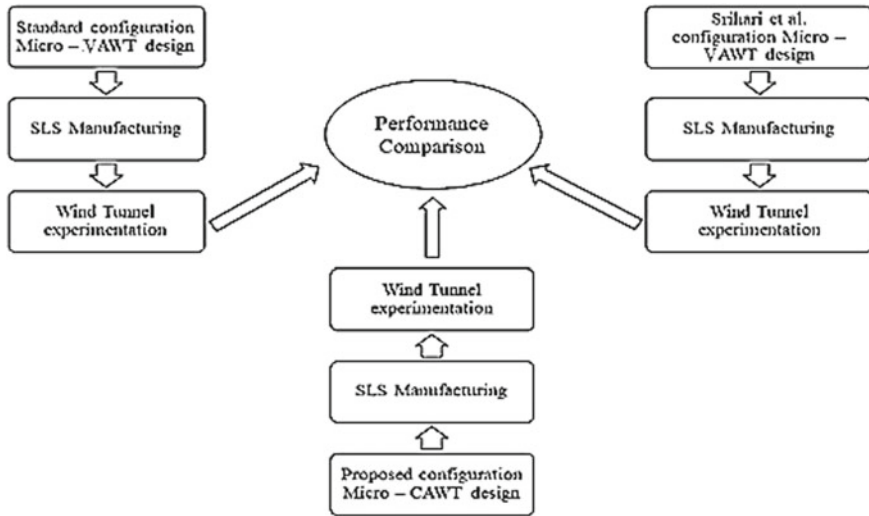 Standard configuration
Micro – VAWT design
SLS Manufacturing
Wind Tunnel
experimentation
Performance
Comparison
Srihari et al.
configuration Micro –
VAWT design
SLS Manufacturing
Wind Tunnel
experimentation
Wind Tunnel
experimentation
SLS Manufacturing
Proposed configuration
Micro – CAWT design